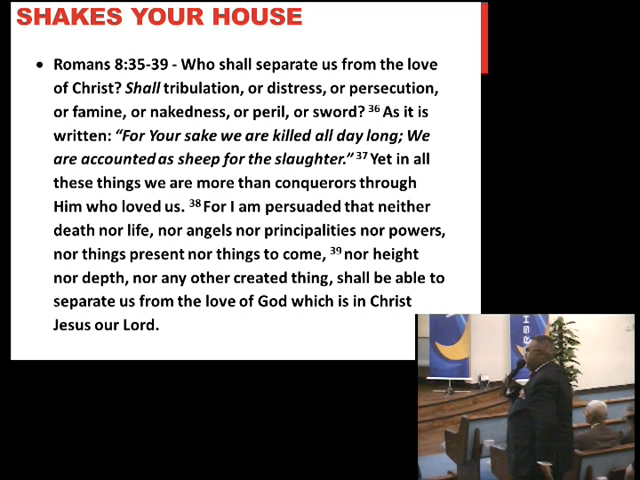 SHAKES YOUR HOUSE
• Romans 8:35-39 - Who shall separate us from the love
of Christ? Shall tribulation, or distress, or persecution,
or famine, or nakedness, or peril, or sword? 36 As it is
written: “For Your sake we are killed all day long; We
are accounted as sheep for the slaughter.” 37 Yet in all
these things we are more than conquerors through
Him who loved us. 38 For I am persuaded that neither
death nor life, nor angels nor principalities nor powers,
nor things present nor things to come, 39 nor height
nor depth, nor any other created thing, shall be able to
separate us from the love of God which is in Christ
Jesus our Lord.